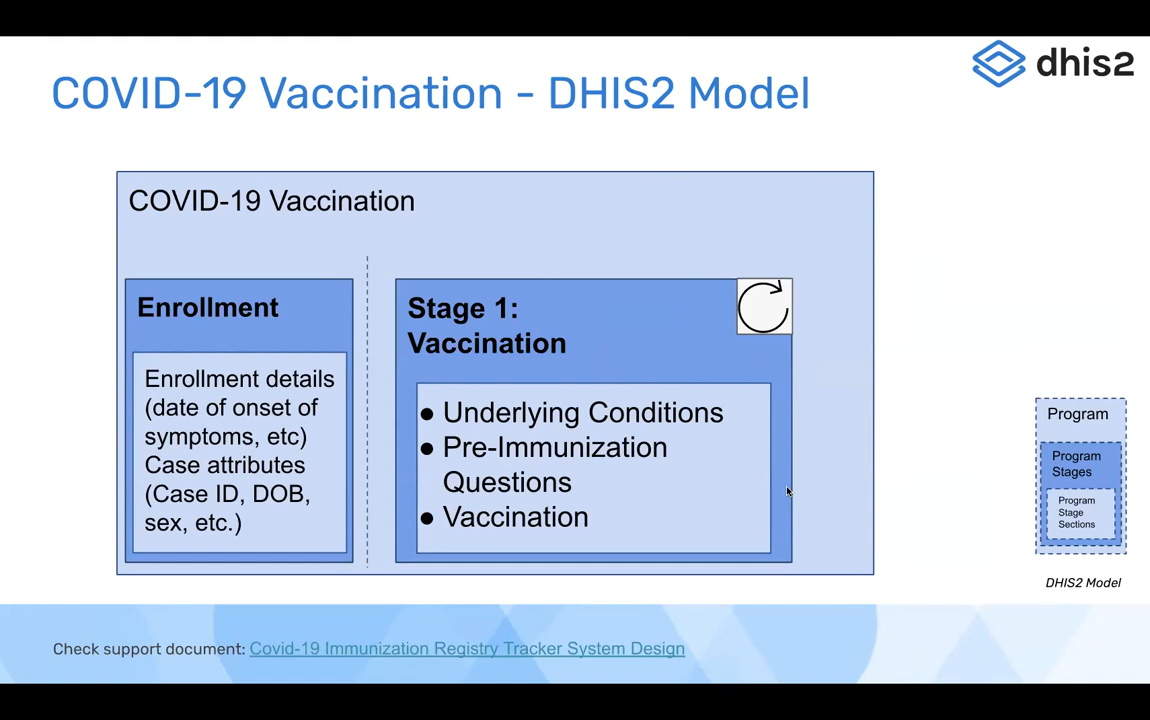 dhis2
COVID-19 Vaccination - DHIS2 Model
COVID-19 Vaccination
Enrollment
Enrollment details
(date of onset of
symptoms, etc)
Case attributes
(Case ID, DOB,
sex, etc.)
Stage 1:
Vaccination
● Underlying Conditions
● Pre-Immunization
Questions
● Vaccination
Program
Program
Stages
Program
Stage
Sections
DHIS2 Model
Check support document: Covid-19 Immunization Registry Tracker System Design